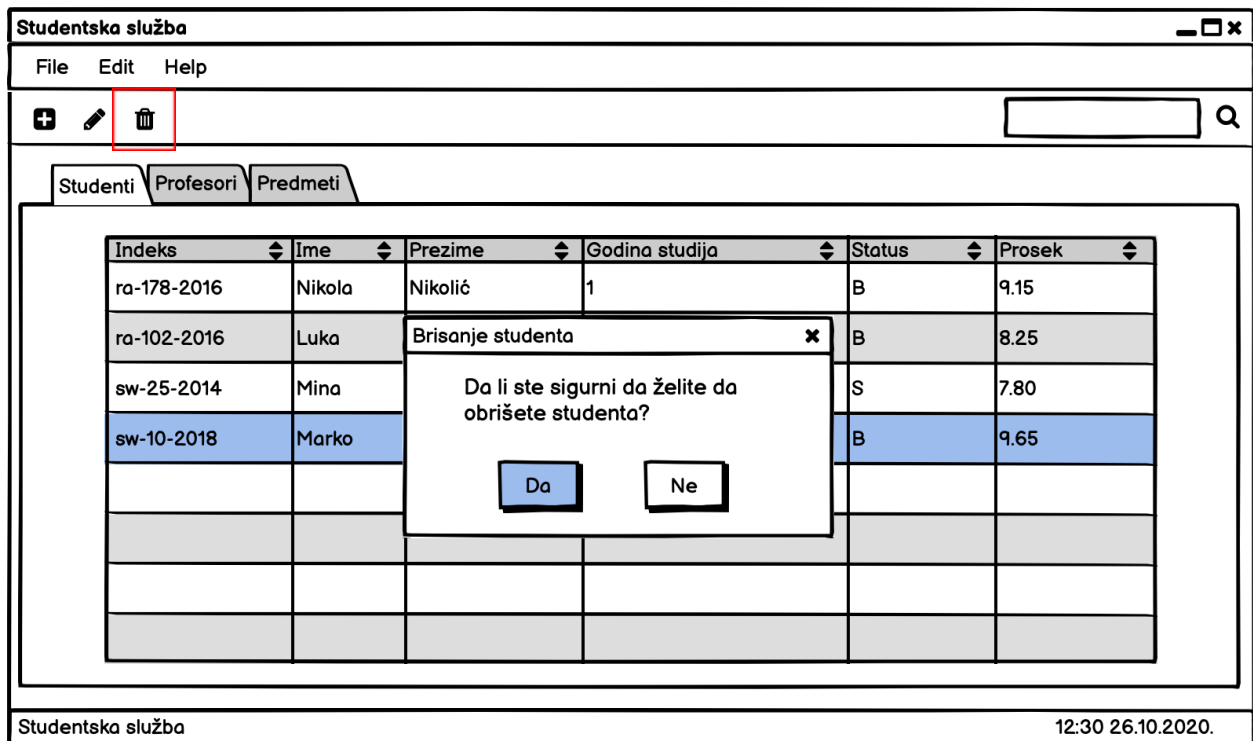 Studentska služba
File Edit Help
Studenti Profesori Predmeti
Indeks Ime Prezime Godina studija Status Prosek
ra-178-2016 Nikola Nikolić 1 B 9.15
ra-102-2016 Luka B 8.25
sw-25-2014 Mina S 7.80
sw-10-2018 Marko B 9.65
Brisanje studenta
Da li ste sigurni da želite da
obrišete studenta?
Da Ne
Studentska služba 12:30 26.10.2020.